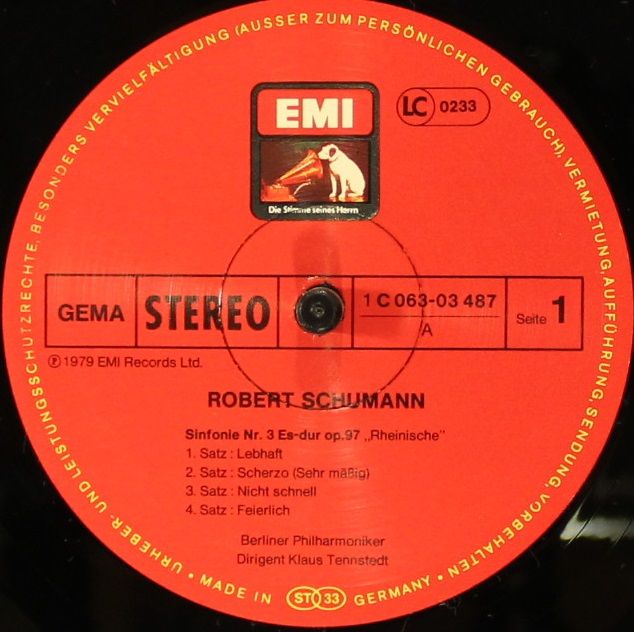 URHEBER- UND LEISTUNGSSCHUTZRECHTE, BESONDERS VERVIELFÄLTIGUNG (AUSSER ZUM PERSÖNLICHEN GEBRAUCH), VERMIETUNG, AUFFÜHRUNG, SENDUNG, VORBEHALTEN •
EMI
LC 0233
Die Stimme seines Herrn
GEMA
STEREO
1 C 063-03 487
A
Seite 1
℗ 1979 EMI Records Ltd.
ROBERT SCHUMANN
Sinfonie Nr. 3 Es-dur op.97 „Rheinische"
1. Satz : Lebhaft
2. Satz : Scherzo (Sehr mäßig)
3. Satz : Nicht schnell
4. Satz : Feierlich
Berliner Philharmoniker
Dirigent Klaus Tennstedt
• MADE IN ST 33 GERMANY •